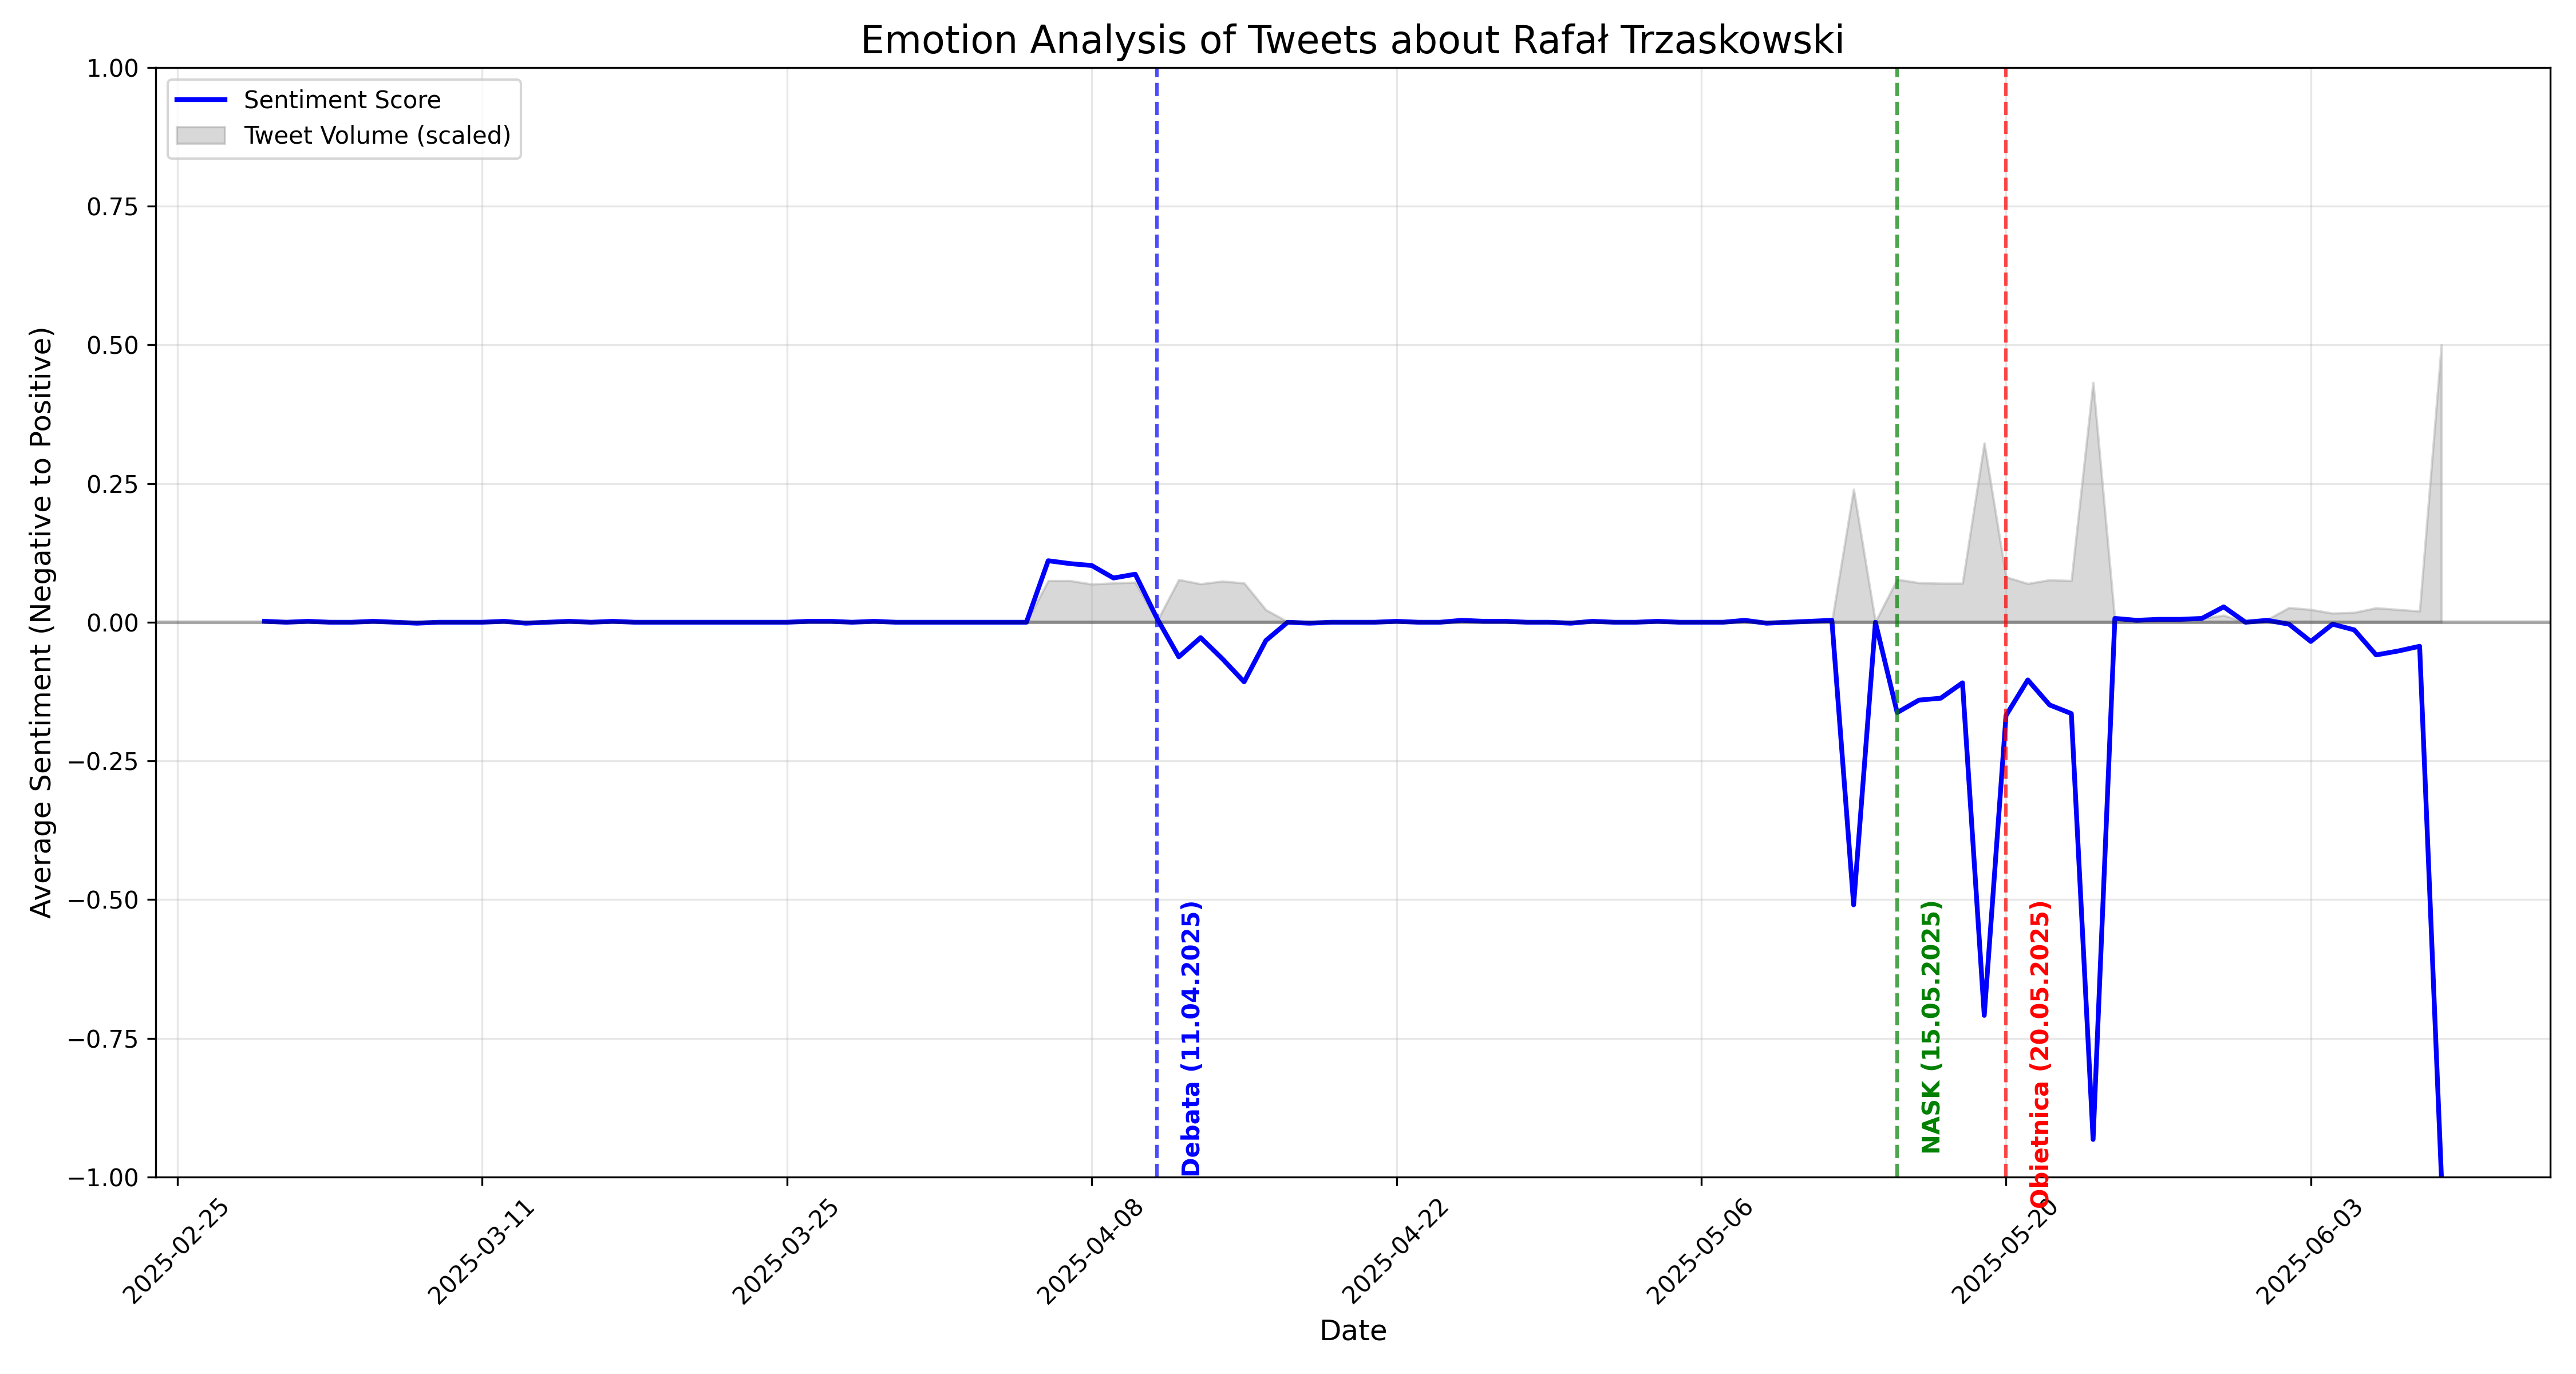 Emotion Analysis of Tweets about Rafał Trzaskowski
Sentiment Score
Tweet Volume (scaled)
Average Sentiment (Negative to Positive)
1.00
0.75
0.50
0.25
0.00
−0.25
−0.50
−0.75
−1.00
Debata (11.04.2025)
NASK (15.05.2025)
Obietnica (20.05.2025)
2025-02-25
2025-03-11
2025-03-25
2025-04-08
2025-04-22
2025-05-06
2025-05-20
2025-06-03
Date